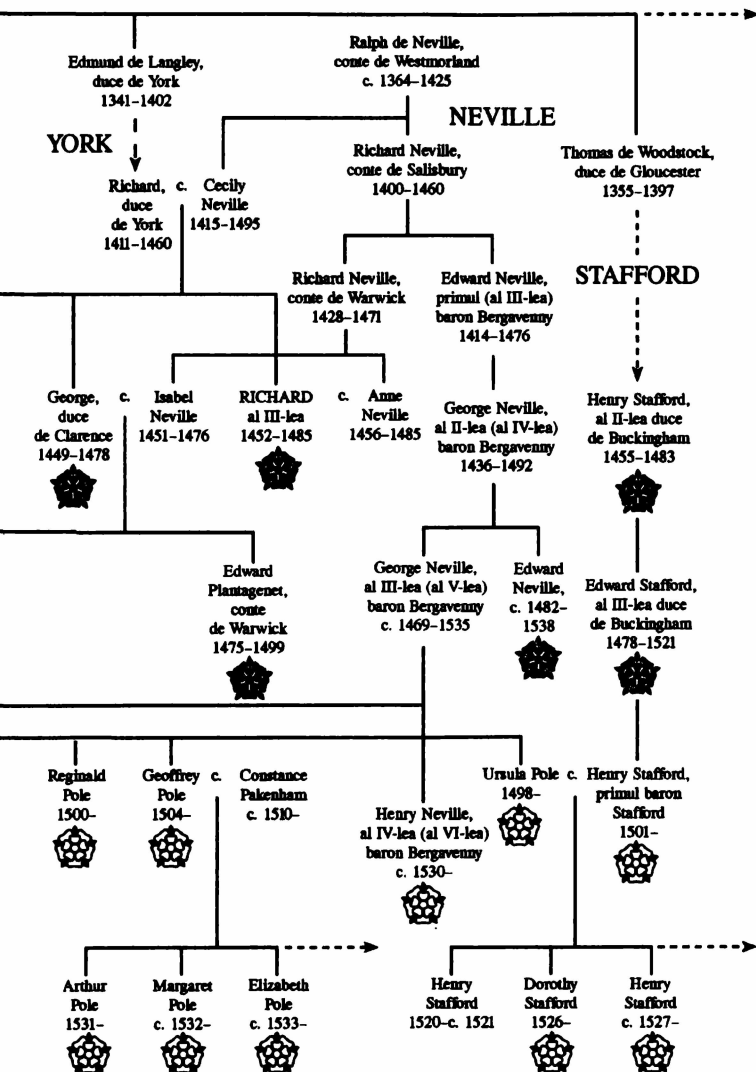 Edmund de Langley,
duce de York
1341-1402
Ralph de Neville,
conte de Westmorland
c. 1364-1425
NEVILLE
YORK
Richard Neville,
conte de Salisbury
1400-1460
Thomas de Woodstock,
duce de Gloucester
1355-1397
Richard,
duce
de York
1411-1460
c.
Cecily
Neville
1415-1495
Richard Neville,
conte de Warwick
1428-1471
Edward Neville,
primul (al III-lea)
baron Bergavenny
1414-1476
STAFFORD
George,
duce
de Clarence
1449-1478
c.
Isabel
Neville
1451-1476
RICHARD
al III-lea
1452-1485
c.
Anne
Neville
1456-1485
George Neville,
al II-lea (al IV-lea)
baron Bergavenny
1436-1492
Henry Stafford,
al II-lea duce
de Buckingham
1455-1483
Edward
Plantagenet,
conte
de Warwick
1475-1499
George Neville,
al III-lea (al V-lea)
baron Bergavenny
c. 1469-1535
Edward
Neville,
c. 1482-
1538
Edward Stafford,
al III-lea duce
de Buckingham
1478-1521
Reginald
Pole
1500-
Geoffrey
Pole
1504-
c.
Constance
Pakenham
c. 1510-
Henry Neville,
al IV-lea (al VI-lea)
baron Bergavenny
c. 1530-
Ursula Pole
1498-
c.
Henry Stafford,
primul baron
Stafford
1501-
Arthur
Pole
1531-
Margaret
Pole
c. 1532-
Elizabeth
Pole
c. 1533-
Henry
Stafford
1520-c. 1521
Dorothy
Stafford
1526-
Henry
Stafford
c. 1527-